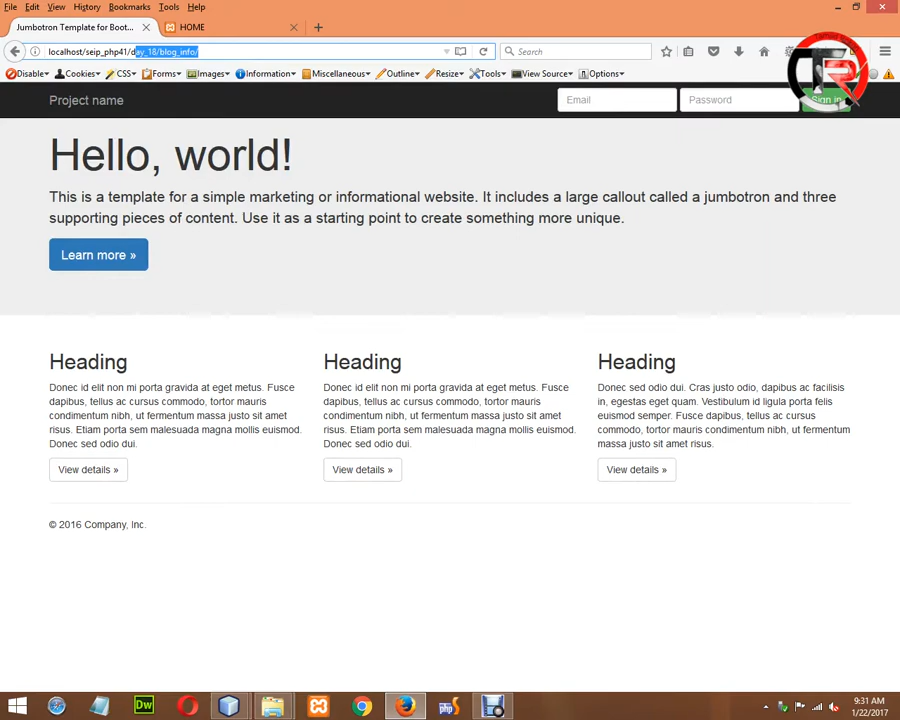 File Edit View History Bookmarks Tools Help
Jumbotron Template for Boot... HOME
localhost/seip_php41/day_18/blog_info/ Search
Disable Cookies CSS Forms Images Information Miscellaneous Outline Resize Tools View Source Options
Project name Email Password Sign in
Hello, world!
This is a template for a simple marketing or informational website. It includes a large callout called a jumbotron and three
supporting pieces of content. Use it as a starting point to create something more unique.
Learn more »
Heading
Donec id elit non mi porta gravida at eget metus. Fusce
dapibus, tellus ac cursus commodo, tortor mauris
condimentum nibh, ut fermentum massa justo sit amet
risus. Etiam porta sem malesuada magna mollis euismod.
Donec sed odio dui.
View details »
Heading
Donec id elit non mi porta gravida at eget metus. Fusce
dapibus, tellus ac cursus commodo, tortor mauris
condimentum nibh, ut fermentum massa justo sit amet
risus. Etiam porta sem malesuada magna mollis euismod.
Donec sed odio dui.
View details »
Heading
Donec sed odio dui. Cras justo odio, dapibus ac facilisis
in, egestas eget quam. Vestibulum id ligula porta felis
euismod semper. Fusce dapibus, tellus ac cursus
commodo, tortor mauris condimentum nibh, ut fermentum
massa justo sit amet risus.
View details »
© 2016 Company, Inc.
Dw
php
9:31 AM
1/22/2017